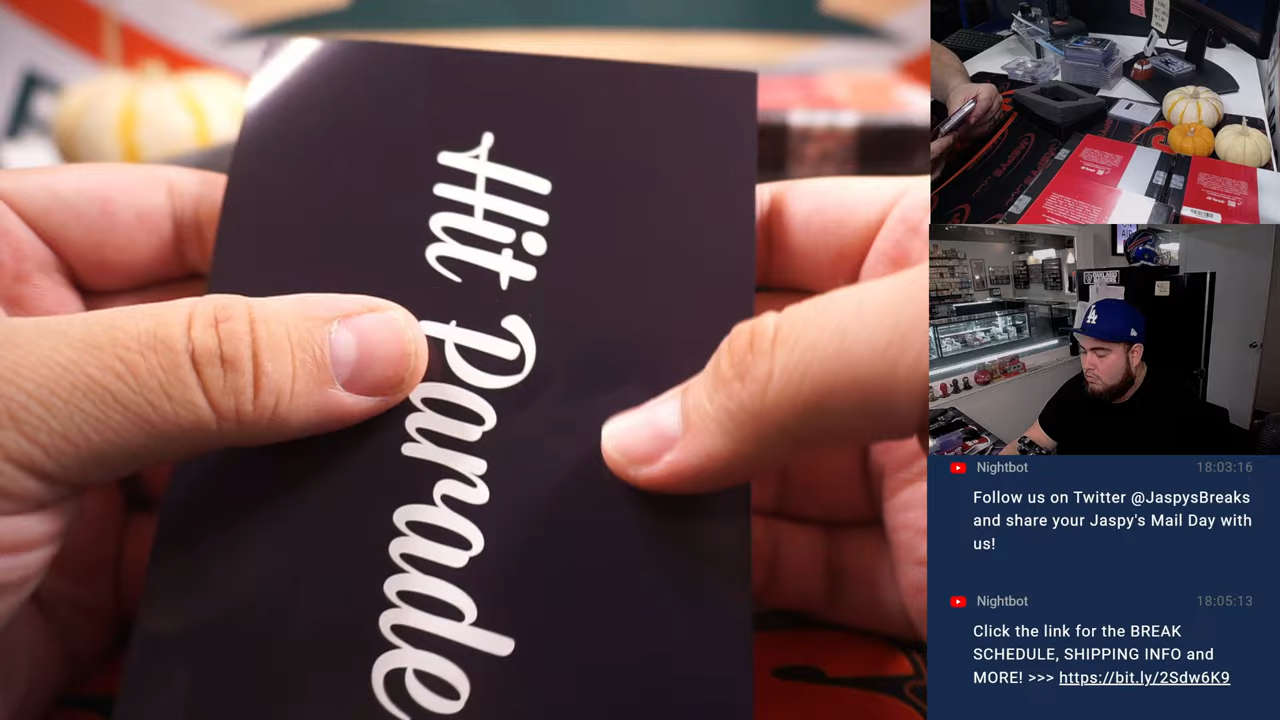 Hit Parade
Nightbot 18:03:16
Follow us on Twitter @JaspysBreaks
and share your Jaspy's Mail Day with
us!
Nightbot 18:05:13
Click the link for the BREAK
SCHEDULE, SHIPPING INFO and
MORE! >>> https://bit.ly/2Sdw6K9